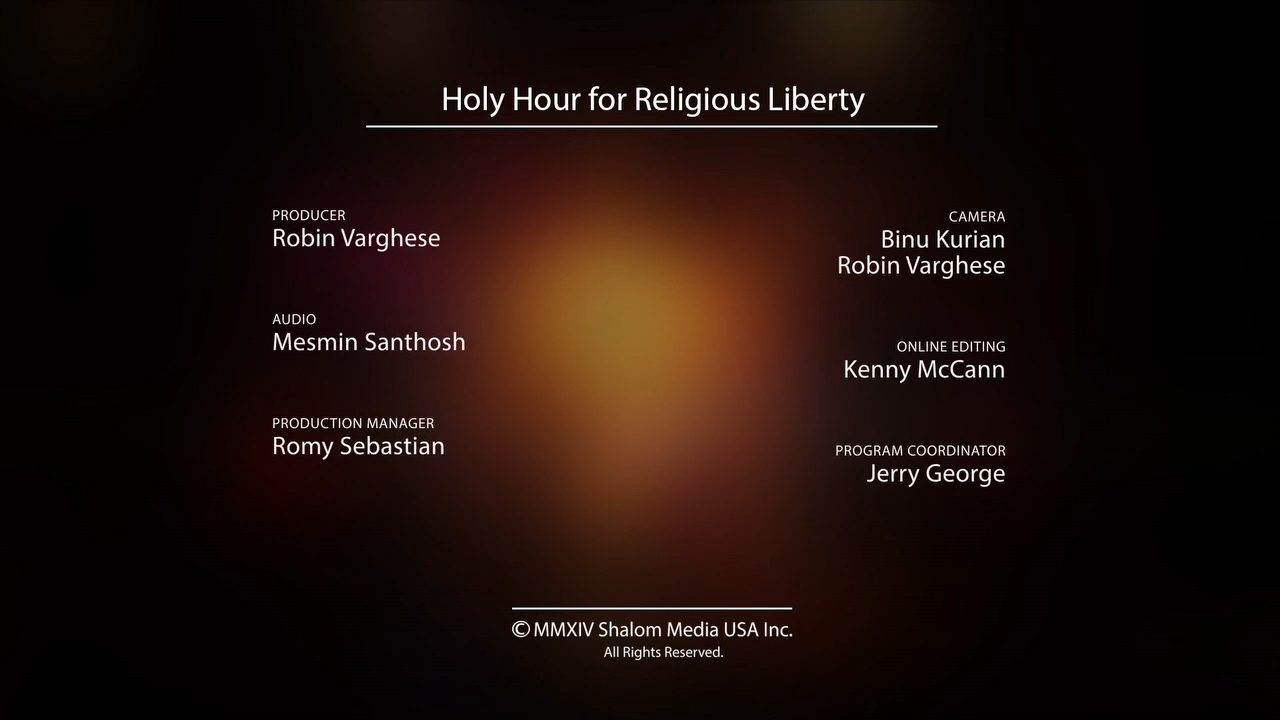 Holy Hour for Religious Liberty
PRODUCER
Robin Varghese
AUDIO
Mesmin Santhosh
PRODUCTION MANAGER
Romy Sebastian
CAMERA
Binu Kurian
Robin Varghese
ONLINE EDITING
Kenny McCann
PROGRAM COORDINATOR
Jerry George
© MMXIV Shalom Media USA Inc.
All Rights Reserved.